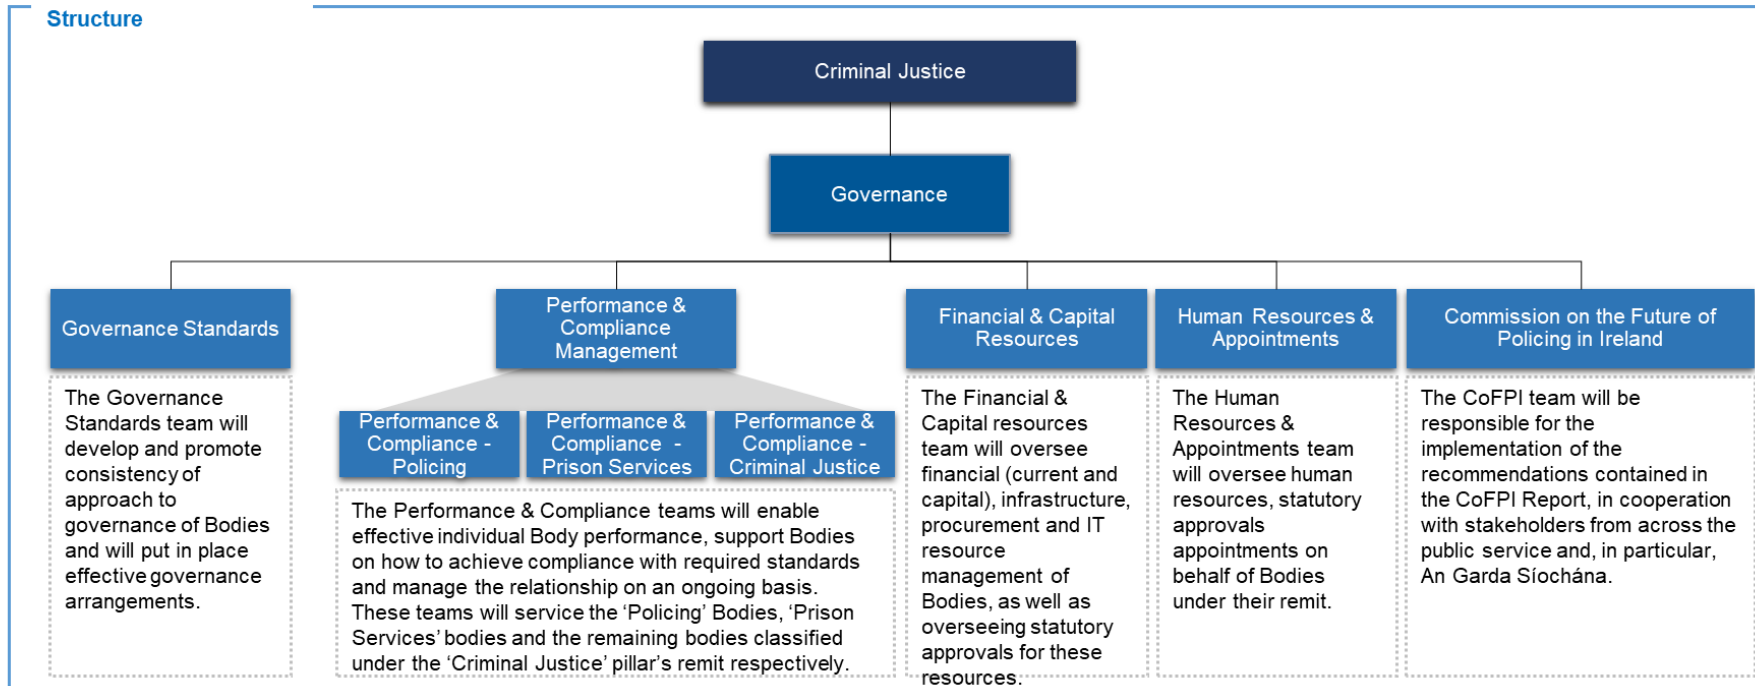 Structure
Criminal Justice
Governance
Governance Standards
The Governance
Standards team will
develop and promote
consistency of
approach to
governance of Bodies
and will put in place
effective governance
arrangements.
Performance &
Compliance
Management
Performance &
Compliance -
Policing
Performance &
Compliance -
Prison Services
Performance &
Compliance -
Criminal Justice
The Performance & Compliance teams will enable
effective individual Body performance, support Bodies
on how to achieve compliance with required standards
and manage the relationship on an ongoing basis.
These teams will service the ‘Policing’ Bodies, ‘Prison
Services’ bodies and the remaining bodies classified
under the ‘Criminal Justice’ pillar’s remit respectively.
Financial & Capital
Resources
The Financial &
Capital resources
team will oversee
financial (current and
capital), infrastructure,
procurement and IT
resource
management of
Bodies, as well as
overseeing statutory
approvals for these
resources.
Human Resources &
Appointments
The Human
Resources &
Appointments team
will oversee human
resources, statutory
approvals
appointments on
behalf of Bodies
under their remit.
Commission on the Future of
Policing in Ireland
The CoFPI team will be
responsible for the
implementation of the
recommendations contained in
the CoFPI Report, in cooperation
with stakeholders from across the
public service and, in particular,
An Garda Síochána.